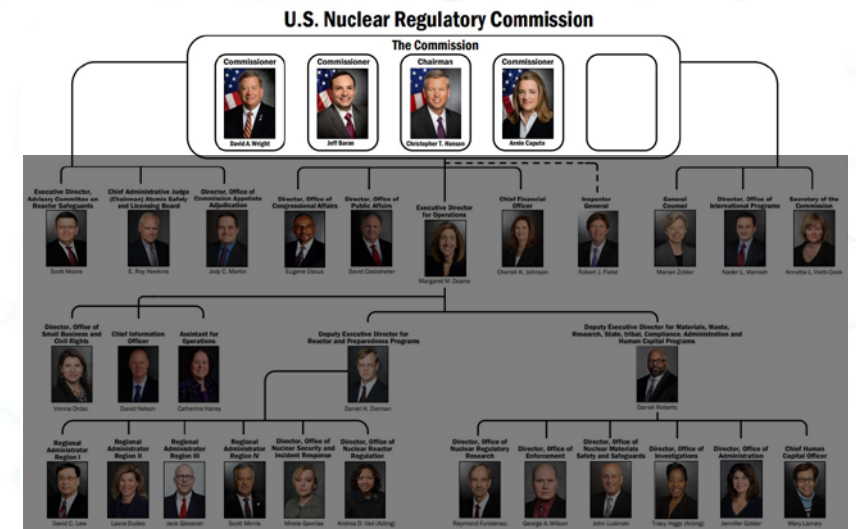 U.S. Nuclear Regulatory Commission
The Commission
Commissioner
David A. Wright
Commissioner
Jeff Baran
Chairman
Christopher T. Hanson
Commissioner
Annie Caputo
Executive Director,
Advisory Committee on
Reactor Safeguards
Scott Moore
Chief Administrative Judge
(Chairman) Atomic Safety
and Licensing Board
E. Roy Hawkens
Director, Office of
Commission Appellate
Adjudication
Jody C. Martin
Director, Office of
Congressional Affairs
Eugene Dacus
Director, Office of
Public Affairs
David Castelveter
Executive Director
for Operations
Margaret M. Doane
Chief Financial
Officer
Cherish K. Johnson
Inspector
General
Robert J. Feitel
General
Counsel
Marian Zobler
Director, Office of
International Programs
Nader L. Mamish
Secretary of the
Commission
Annette L. Vietti-Cook
Director, Office of
Small Business and
Civil Rights
Vonna Ordaz
Chief Information
Officer
David Nelson
Assistant for
Operations
Catherine Haney
Deputy Executive Director for
Reactor and Preparedness Programs
Daniel H. Dorman
Deputy Executive Director for Materials, Waste,
Research, State, tribal, Compliance, Administration and
Human Capital Programs
Darrell Roberts
Regional
Administrator
Region I
David C. Lew
Regional
Administrator
Region II
Laura Dudes
Regional
Administrator
Region III
Jack Giessner
Regional
Administrator
Region IV
Scott Morris
Director, Office of
Nuclear Security and
Incident Response
Mirela Gavrilas
Director, Office of
Nuclear Reactor
Regulation
Andrea D. Veil (Acting)
Director, Office of
Nuclear Regulatory
Research
Raymond Furstenau
Director, Office of
Enforcement
George A. Wilson
Director, Office of
Nuclear Materials
Safety and Safeguards
John Lubinski
Director, Office of
Investigations
Tracy Higgs (Acting)
Director, Office of
Administration
Jennifer Golder
Chief Human
Capital Officer
Mary Lamary